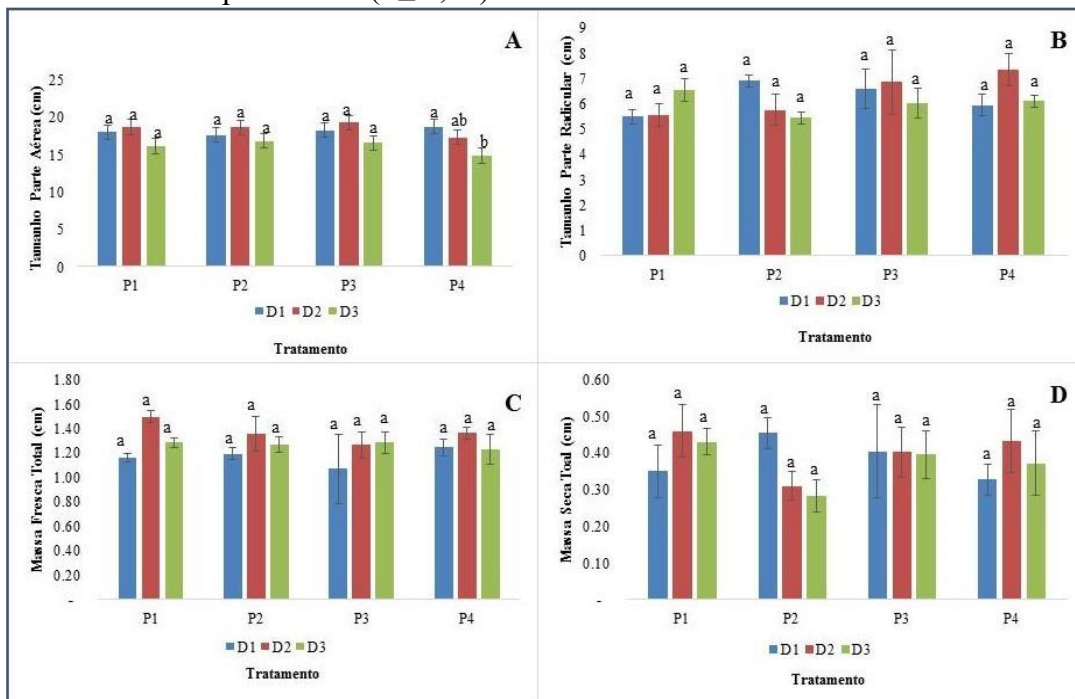 A
Tamanho Parte Aérea (cm)
25
20
15
10
5
0
a a a
a a a
a a a
a ab b
P1 P2 P3 P4
D1 D2 D3
Tratamento
B
Tamanho Parte Radicular (cm)
9
8
7
6
5
4
3
2
1
0
a a a
a a a
a a a
a a a
P1 P2 P3 P4
D1 D2 D3
Tratamento
C
Massa Fresca Total (cm)
1.80
1.60
1.40
1.20
1.00
0.80
0.60
0.40
0.20
-
a a a
a a a
a a a
a a a
P1 P2 P3 P4
D1 D2 D3
Tratamento
D
Massa Seca Toal (cm)
0.60
0.50
0.40
0.30
0.20
0.10
-
a a a
a a a
a a a
a a a
P1 P2 P3 P4
D1 D2 D3
Tratamento